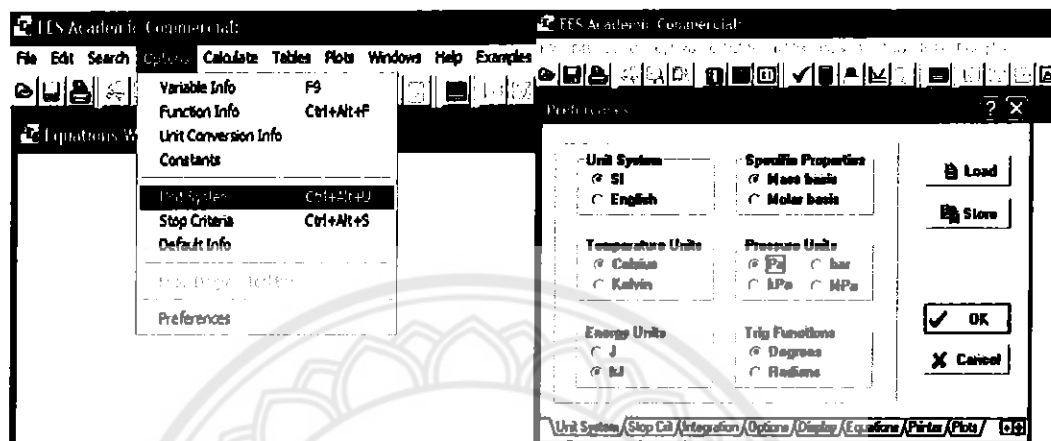 EES Academic Commercial:
File Edit Search Options Calculate Tables Plots Windows Help Examples
Equations W
Variable Info F9
Function Info Ctrl+Alt+F
Unit Conversion Info
Constants
Unit System Ctrl+Alt+U
Stop Criteria Ctrl+Alt+S
Default Info
Preferences
EES Academic Commercial:
Preferences
Unit System
SI
English
Specific Properties
Mass basis
Molar basis
Temperature Units
Celsius
Kelvin
Pressure Units
Pa bar
kPa MPa
Energy Units
J
kJ
Trig Functions
Degrees
Radians
Load
Store
OK
Cancel
Unit System Stop Crit Integration Options Display Equations Printer Plots